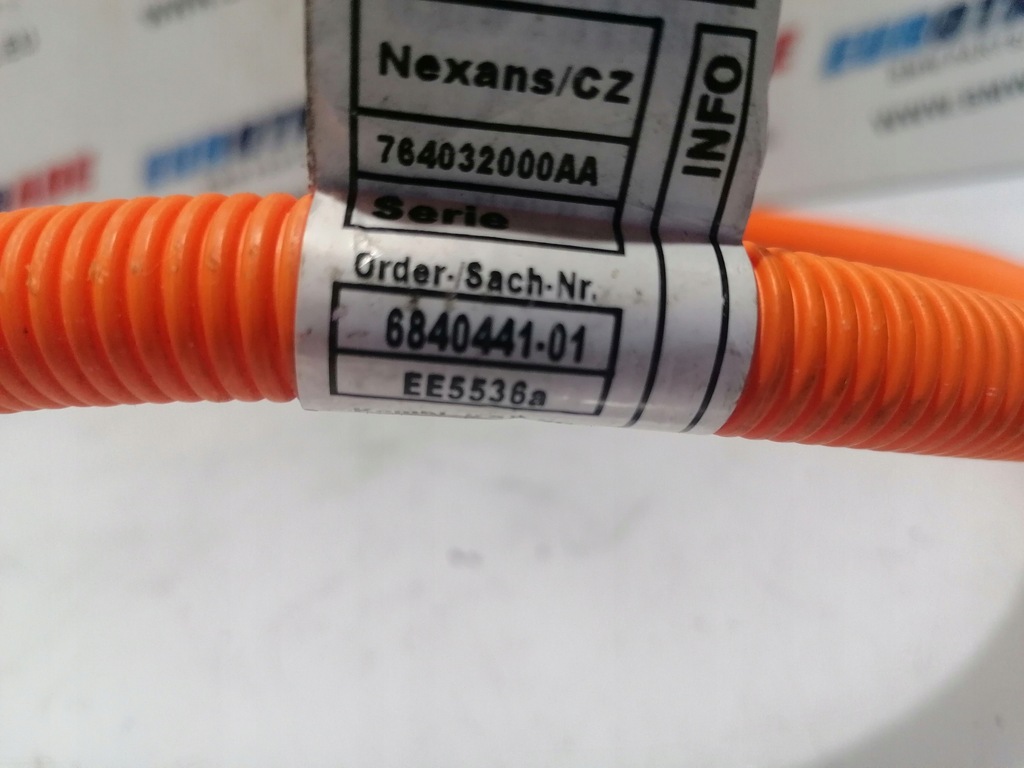 Nexans/CZ
764032000AA
Serie
Order-/Sach-Nr.
6840441-01
EE5536a
INFO